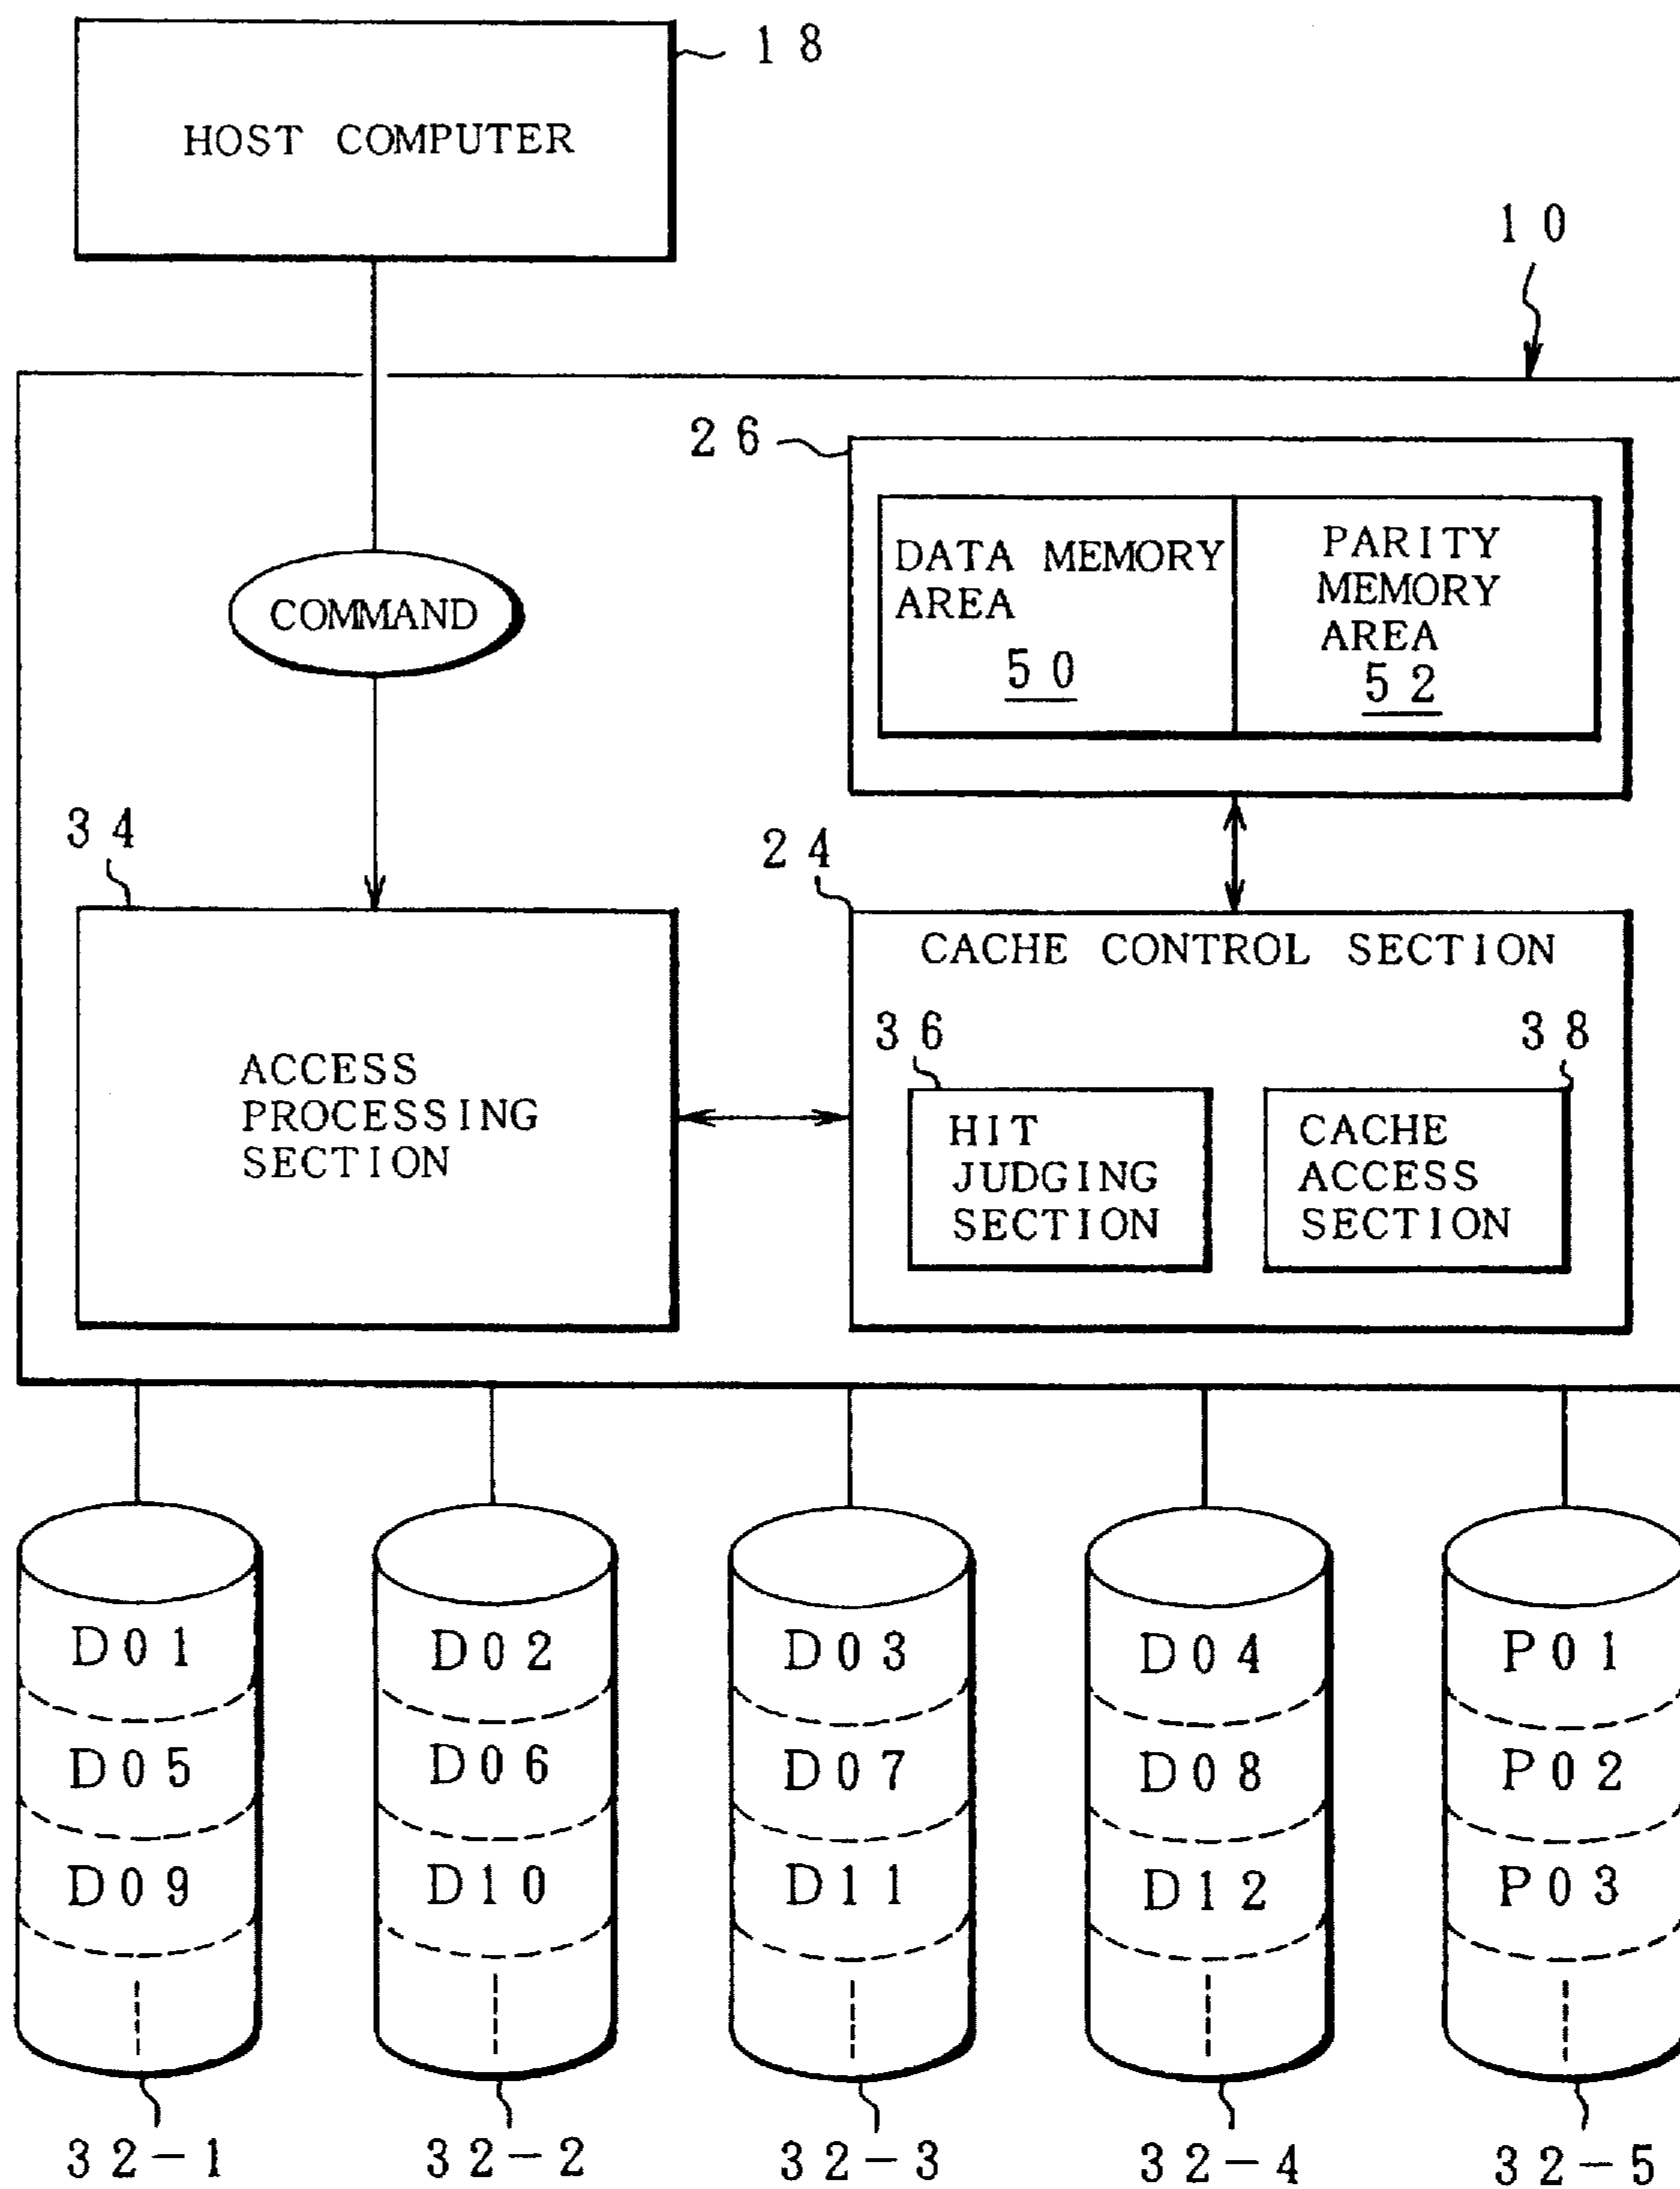 18
HOST COMPUTER
10
26
DATA MEMORY
AREA
50
PARITY
MEMORY
AREA
52
COMMAND
34
24
CACHE CONTROL SECTION
ACCESS
PROCESSING
SECTION
36
HIT
JUDGING
SECTION
38
CACHE
ACCESS
SECTION
D01
D02
D03
D04
P01
D05
D06
D07
D08
P02
D09
D10
D11
D12
P03
32-1
32-2
32-3
32-4
32-5